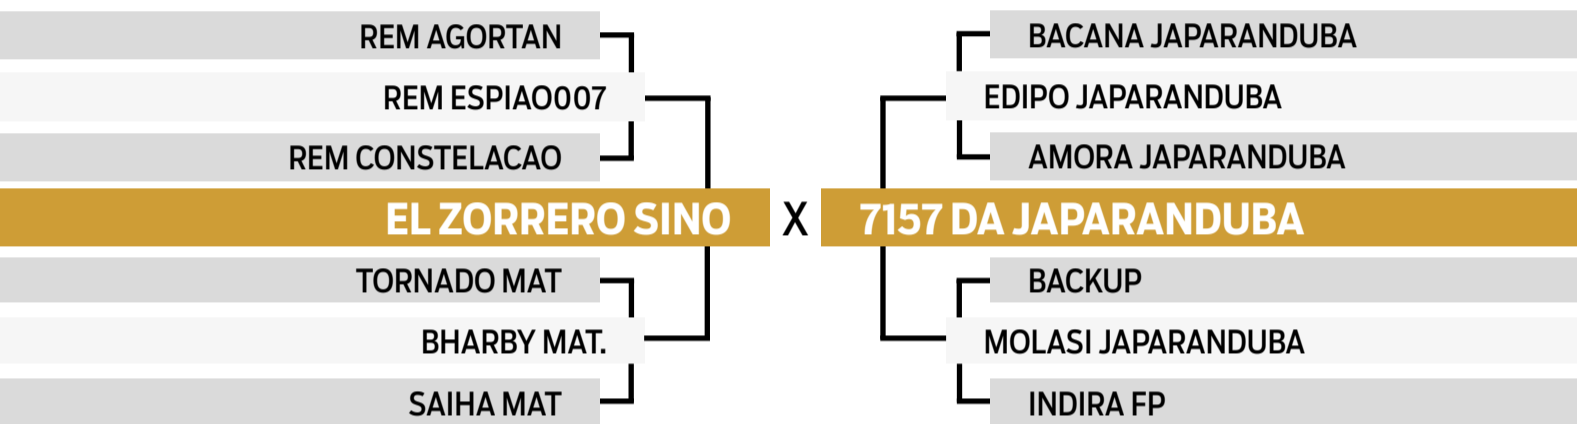 REM AGORTAN
BACANA JAPARANDUBA
REM ESPIAO007
EDIPO JAPARANDUBA
REM CONSTELACAO
AMORA JAPARANDUBA
EL ZORRERO SINO X 7157 DA JAPARANDUBA
TORNADO MAT
BACKUP
BHARBY MAT.
MOLASI JAPARANDUBA
SAIHA MAT
INDIRA FP